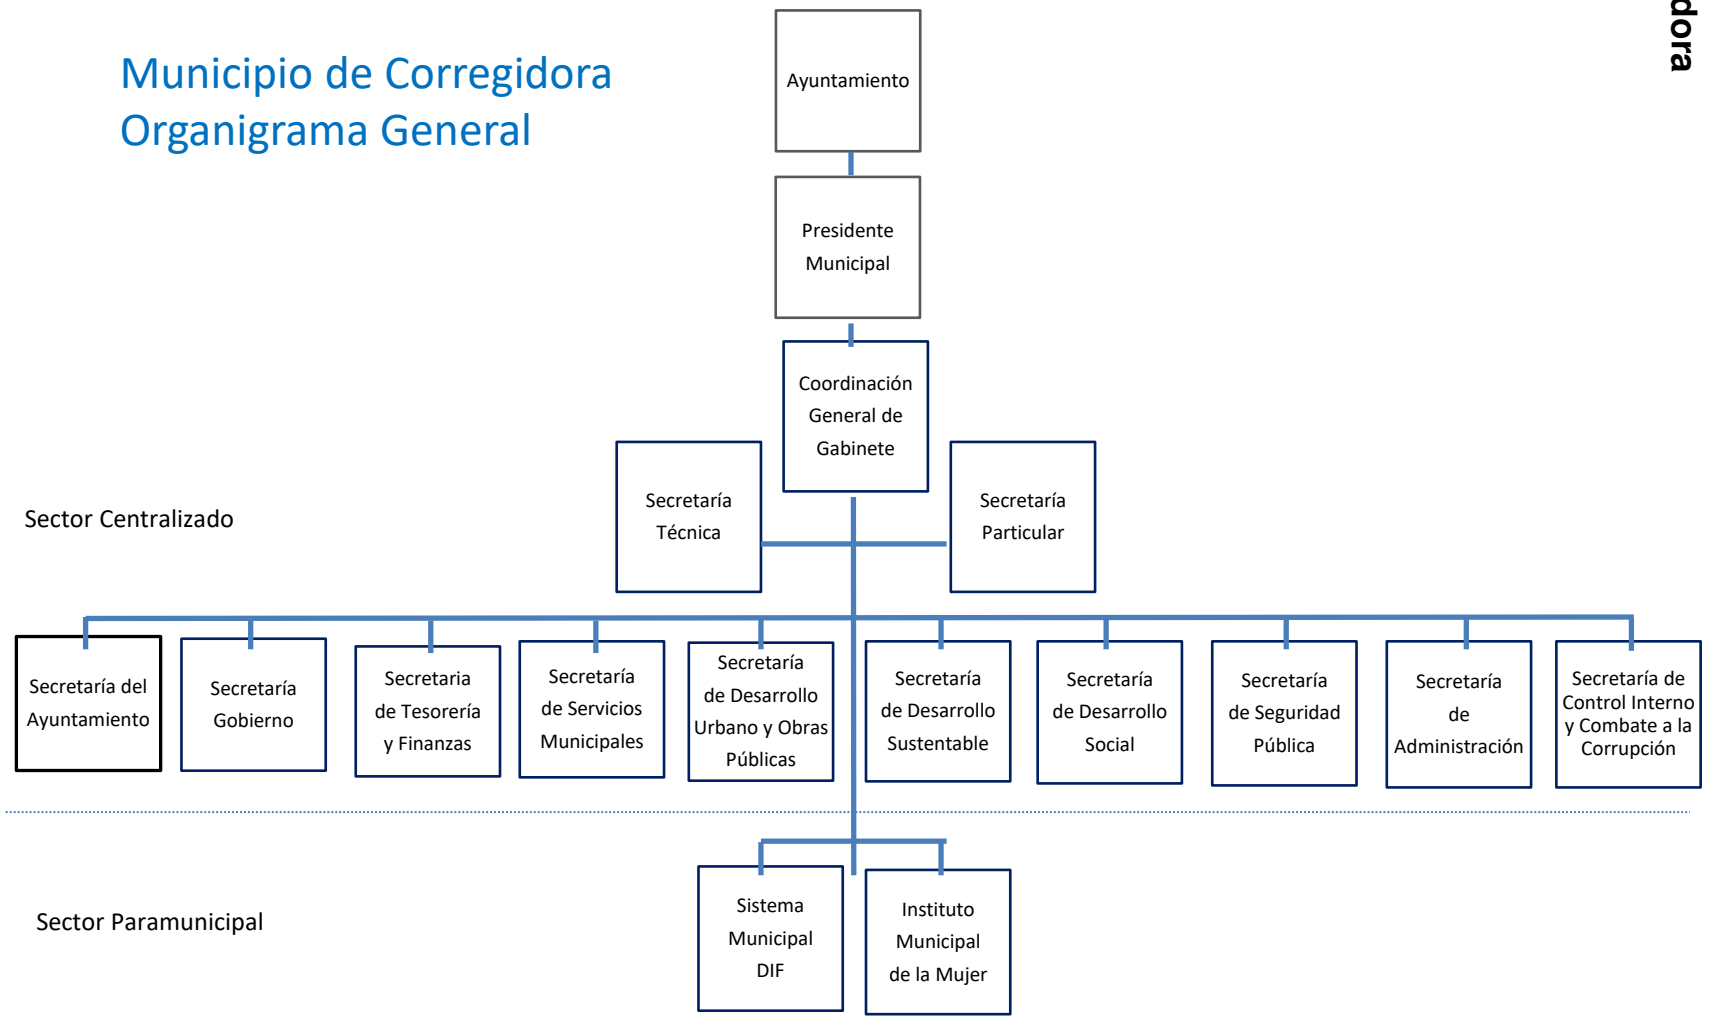 dora
Municipio de Corregidora
Organigrama General
Ayuntamiento
Presidente
Municipal
Coordinación
General de
Gabinete
Secretaría
Técnica
Secretaría
Particular
Sector Centralizado
Secretaría del
Ayuntamiento
Secretaría
Gobierno
Secretaria
de Tesorería
y Finanzas
Secretaría
de Servicios
Municipales
Secretaría
de Desarrollo
Urbano y Obras
Públicas
Secretaría
de Desarrollo
Sustentable
Secretaría
de Desarrollo
Social
Secretaría
de Seguridad
Pública
Secretaría
de
Administración
Secretaría de
Control Interno
y Combate a la
Corrupción
Sector Paramunicipal
Sistema
Municipal
DIF
Instituto
Municipal
de la Mujer